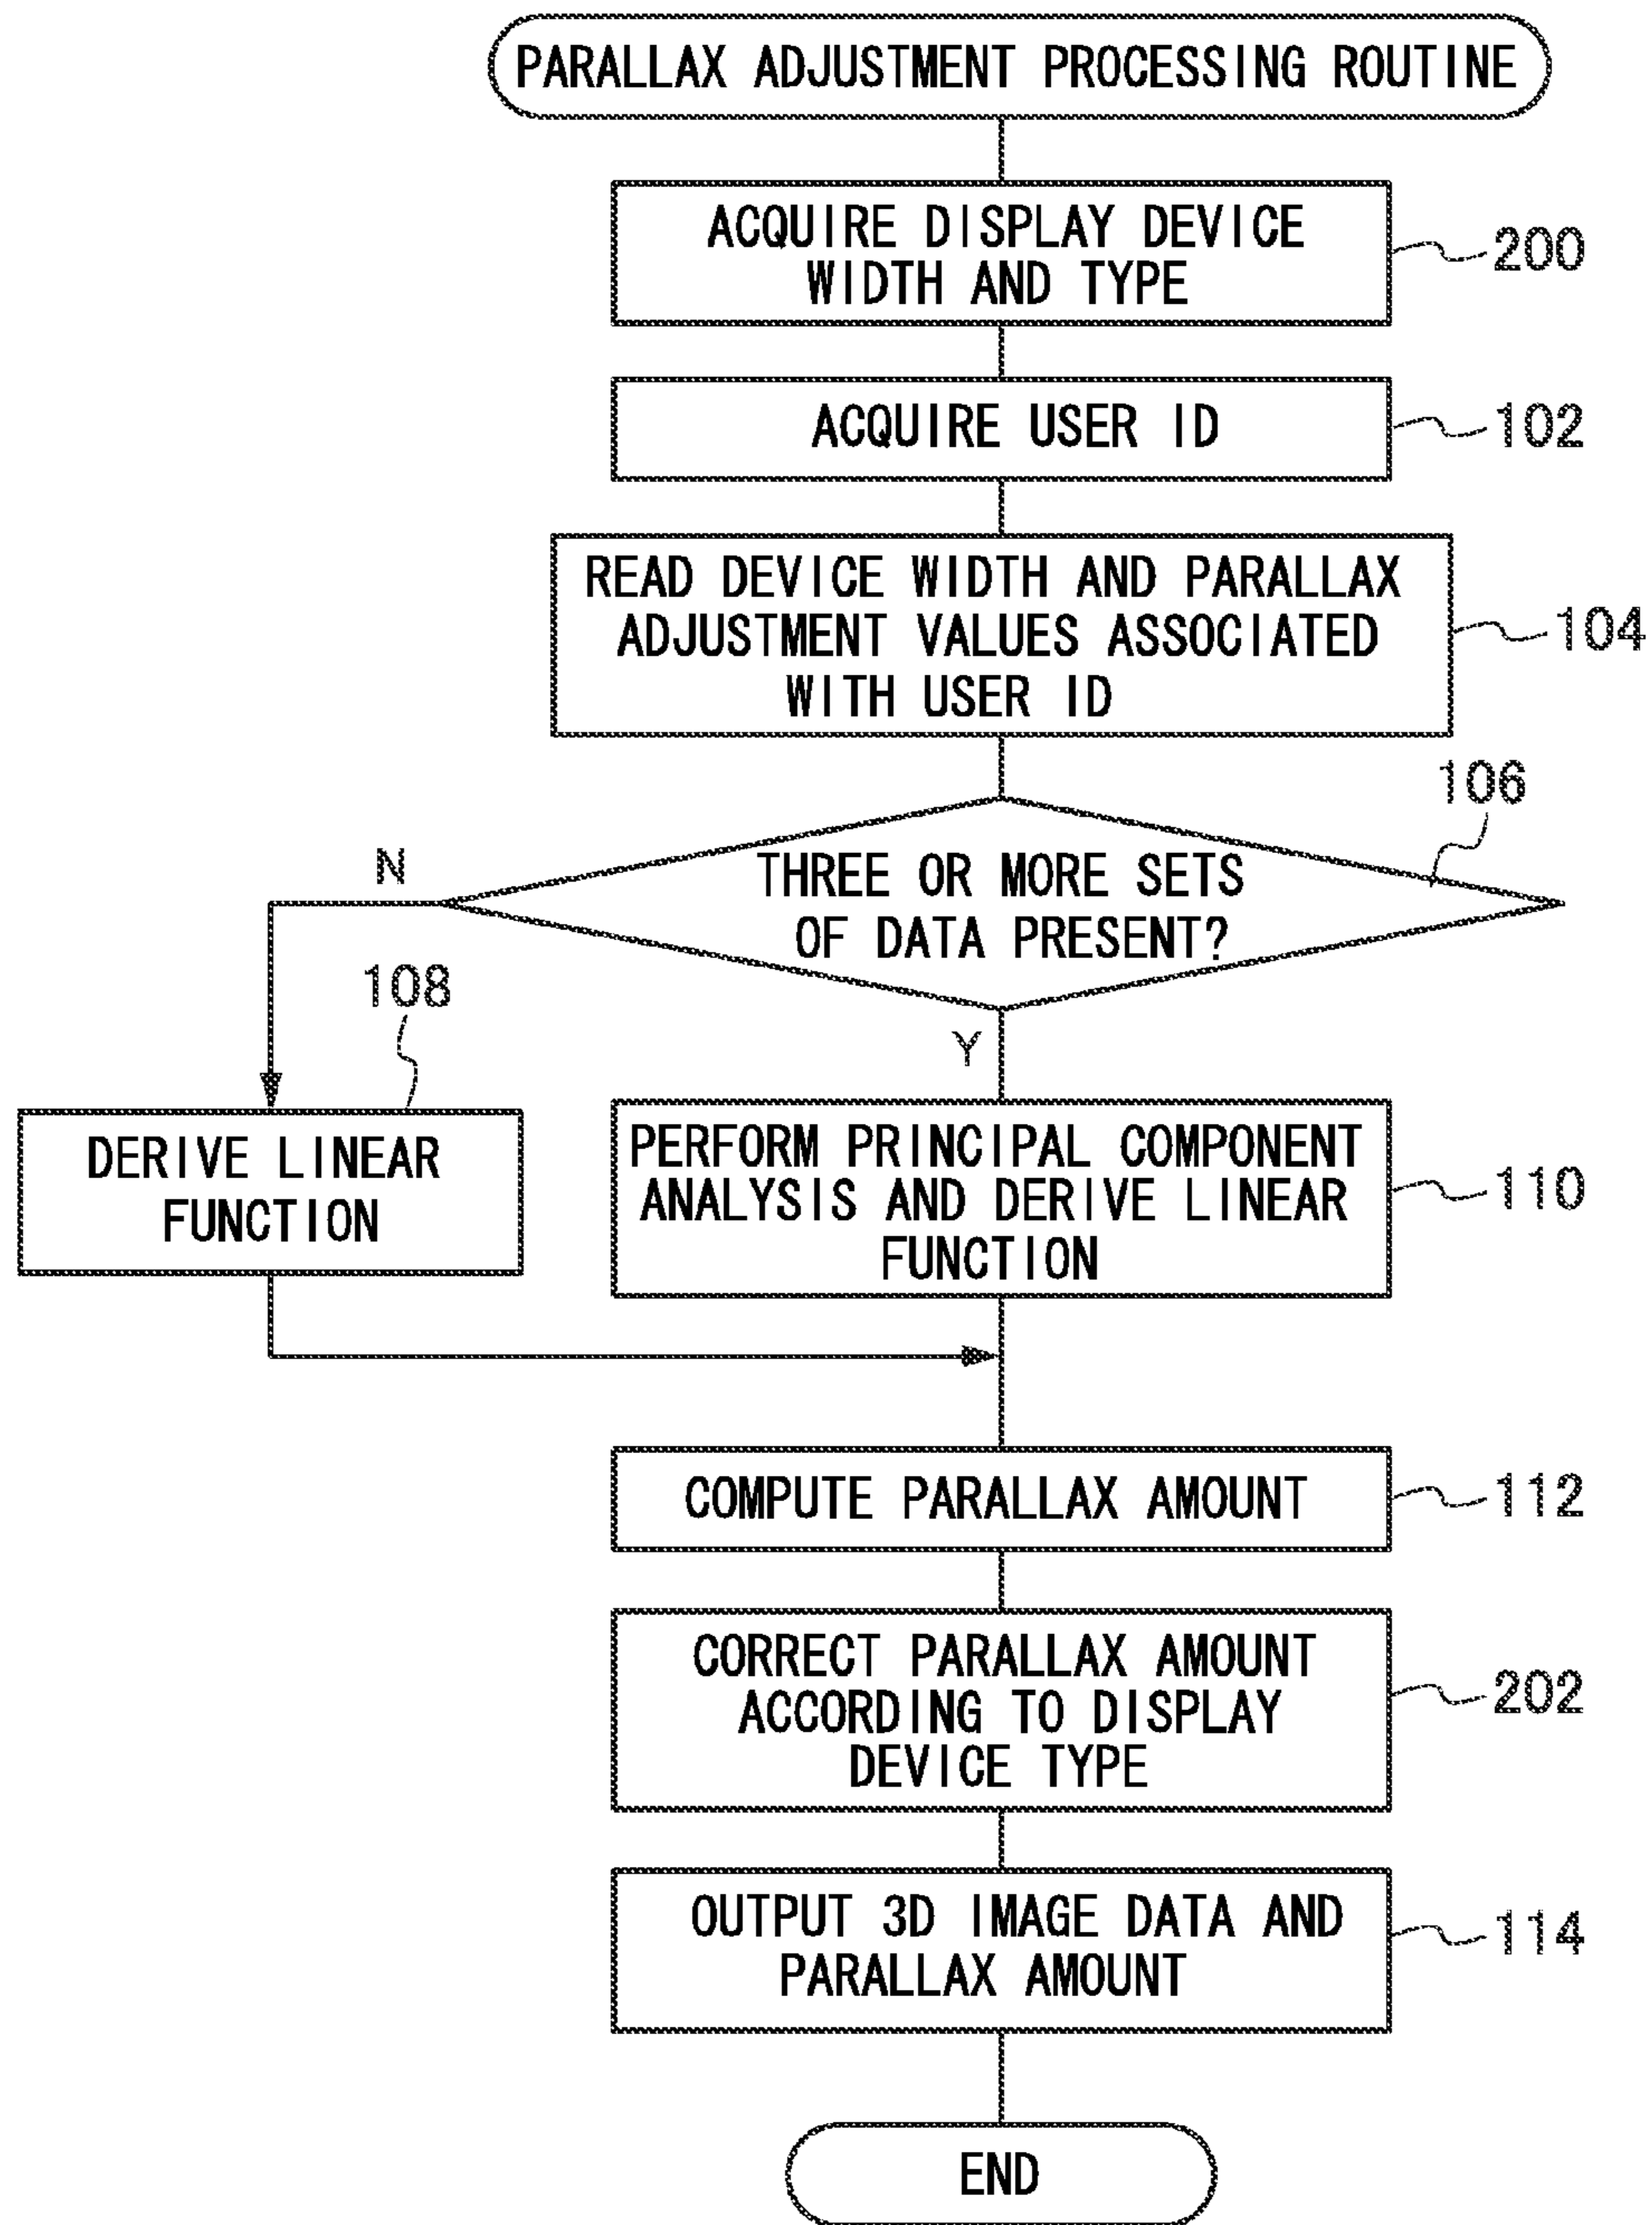 PARALLAX ADJUSTMENT PROCESSING ROUTINE
ACQUIRE DISPLAY DEVICE
WIDTH AND TYPE
200
ACQUIRE USER ID
102
READ DEVICE WIDTH AND PARALLAX
ADJUSTMENT VALUES ASSOCIATED
WITH USER ID
104
106
THREE OR MORE SETS
OF DATA PRESENT?
N
108
Y
DERIVE LINEAR
FUNCTION
PERFORM PRINCIPAL COMPONENT
ANALYSIS AND DERIVE LINEAR
FUNCTION
110
COMPUTE PARALLAX AMOUNT
112
CORRECT PARALLAX AMOUNT
ACCORDING TO DISPLAY
DEVICE TYPE
202
OUTPUT 3D IMAGE DATA AND
PARALLAX AMOUNT
114
END